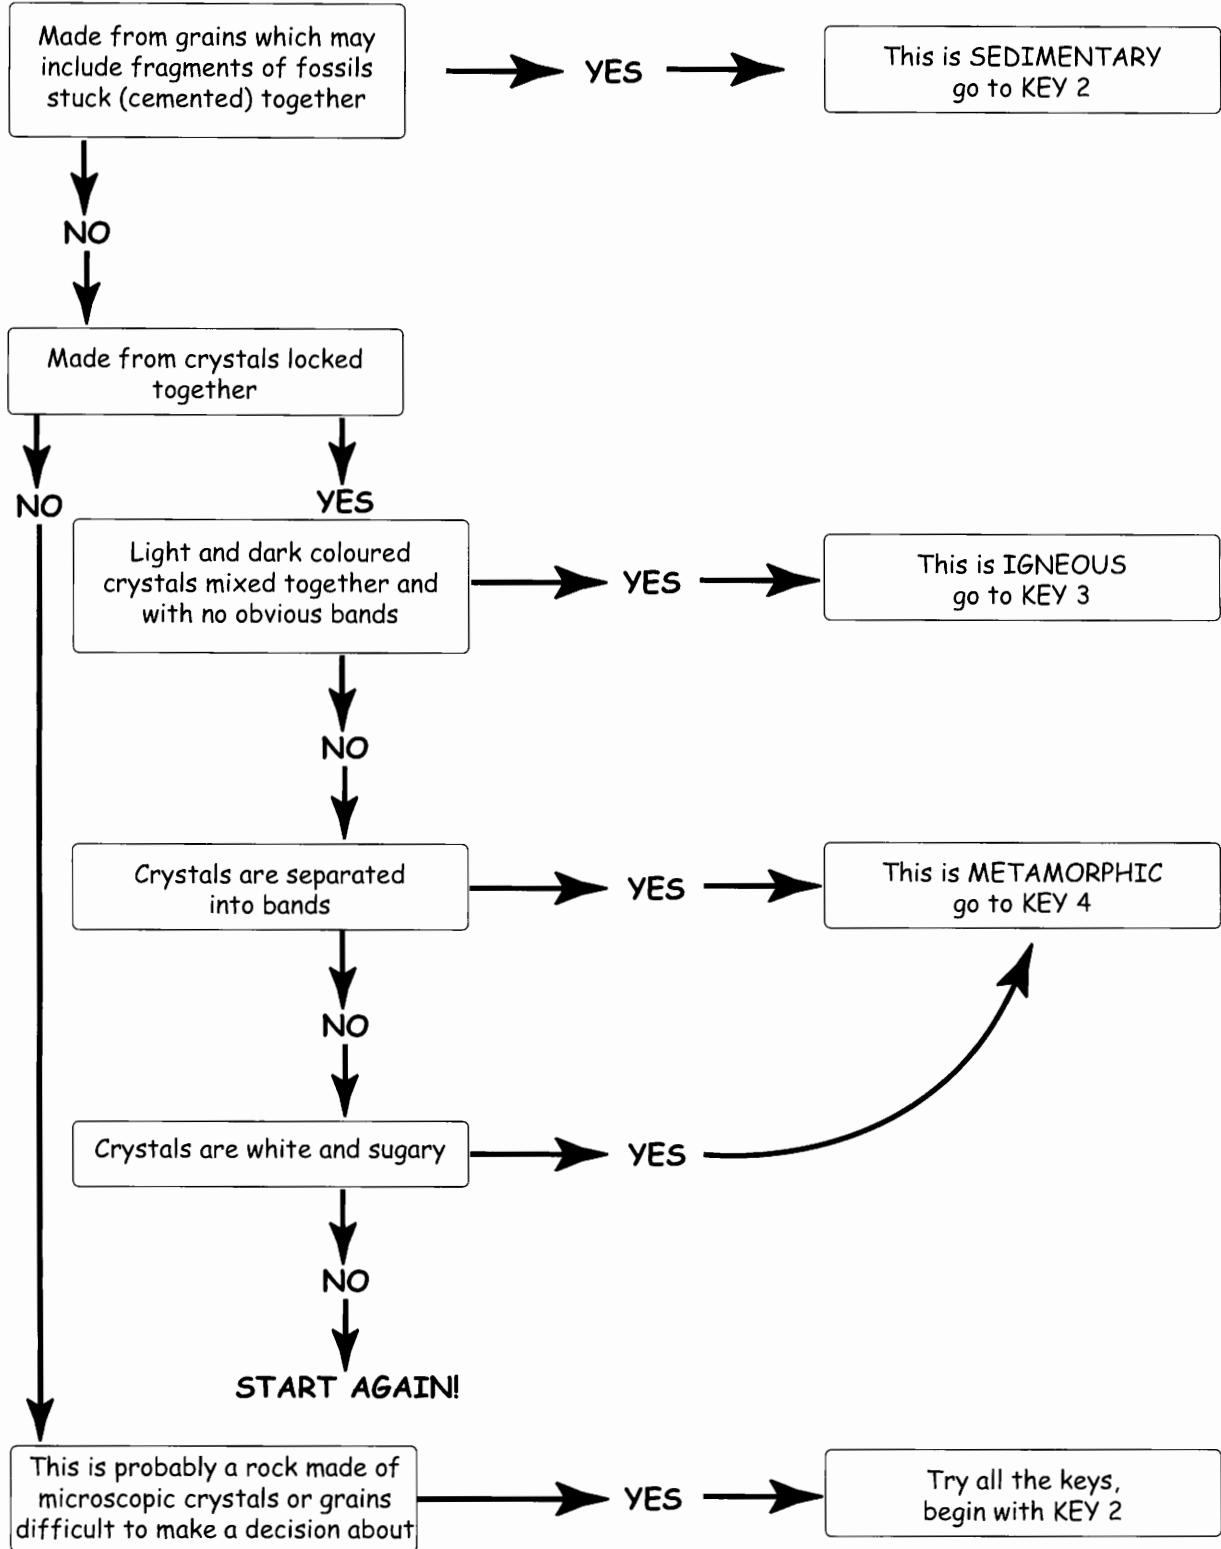 Made from grains which may
include fragments of fossils
stuck (cemented) together
YES
This is SEDIMENTARY
go to KEY 2
NO
Made from crystals locked
together
NO
YES
Light and dark coloured
crystals mixed together and
with no obvious bands
YES
This is IGNEOUS
go to KEY 3
NO
Crystals are separated
into bands
YES
This is METAMORPHIC
go to KEY 4
NO
Crystals are white and sugary
YES
NO
START AGAIN!
This is probably a rock made of
microscopic crystals or grains
difficult to make a decision about
YES
Try all the keys,
begin with KEY 2